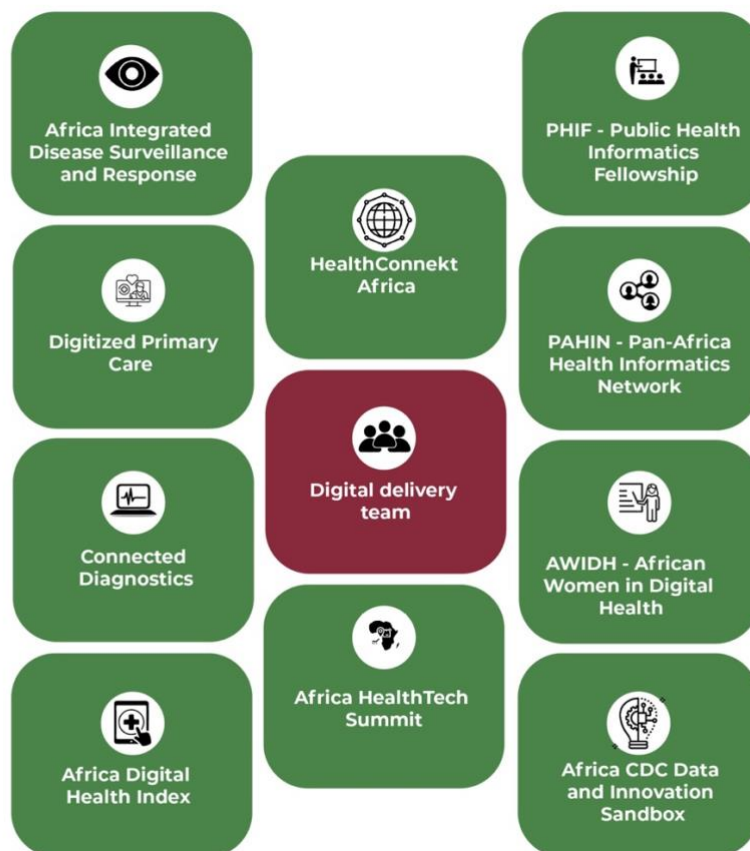 Africa Integrated
Disease Surveillance
and Response
Digitized Primary
Care
Connected
Diagnostics
Africa Digital
Health Index
HealthConnekt
Africa
Digital delivery
team
Africa HealthTech
Summit
PHIF - Public Health
Informatics
Fellowship
PAHIN - Pan-Africa
Health Informatics
Network
AWIDH - African
Women in Digital
Health
Africa CDC Data
and Innovation
Sandbox